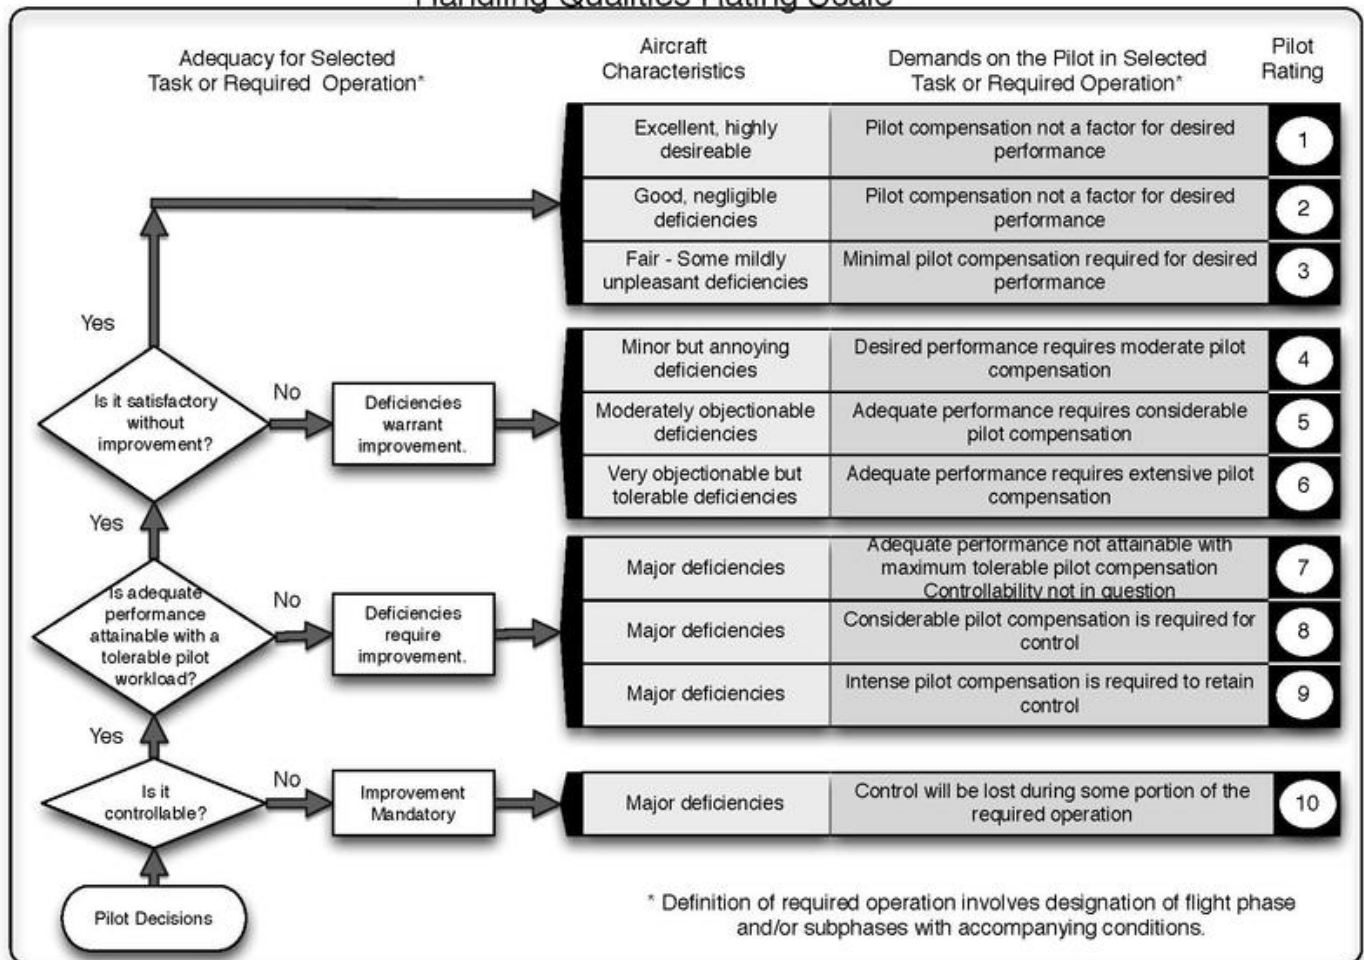 Handling Qualities Rating Scale
Adequacy for Selected
Task or Required Operation*
Aircraft
Characteristics
Demands on the Pilot in Selected
Task or Required Operation*
Pilot
Rating
Excellent, highly
desireable
Pilot compensation not a factor for desired
performance
1
Good, negligible
deficiencies
Pilot compensation not a factor for desired
performance
2
Fair - Some mildly
unpleasant deficiencies
Minimal pilot compensation required for desired
performance
3
Yes
Is it satisfactory
without
improvement?
No
Deficiencies
warrant
improvement.
Minor but annoying
deficiencies
Desired performance requires moderate pilot
compensation
4
Moderately objectionable
deficiencies
Adequate performance requires considerable
pilot compensation
5
Very objectionable but
tolerable deficiencies
Adequate performance requires extensive pilot
compensation
6
Yes
Is adequate
performance
attainable with a
tolerable pilot
workload?
No
Deficiencies
require
improvement.
Major deficiencies
Adequate performance not attainable with
maximum tolerable pilot compensation
Controllability not in question
7
Major deficiencies
Considerable pilot compensation is required for
control
8
Major deficiencies
Intense pilot compensation is required to retain
control
9
Yes
Is it
controllable?
No
Improvement
Mandatory
Major deficiencies
Control will be lost during some portion of the
required operation
10
Pilot Decisions
* Definition of required operation involves designation of flight phase
and/or subphases with accompanying conditions.